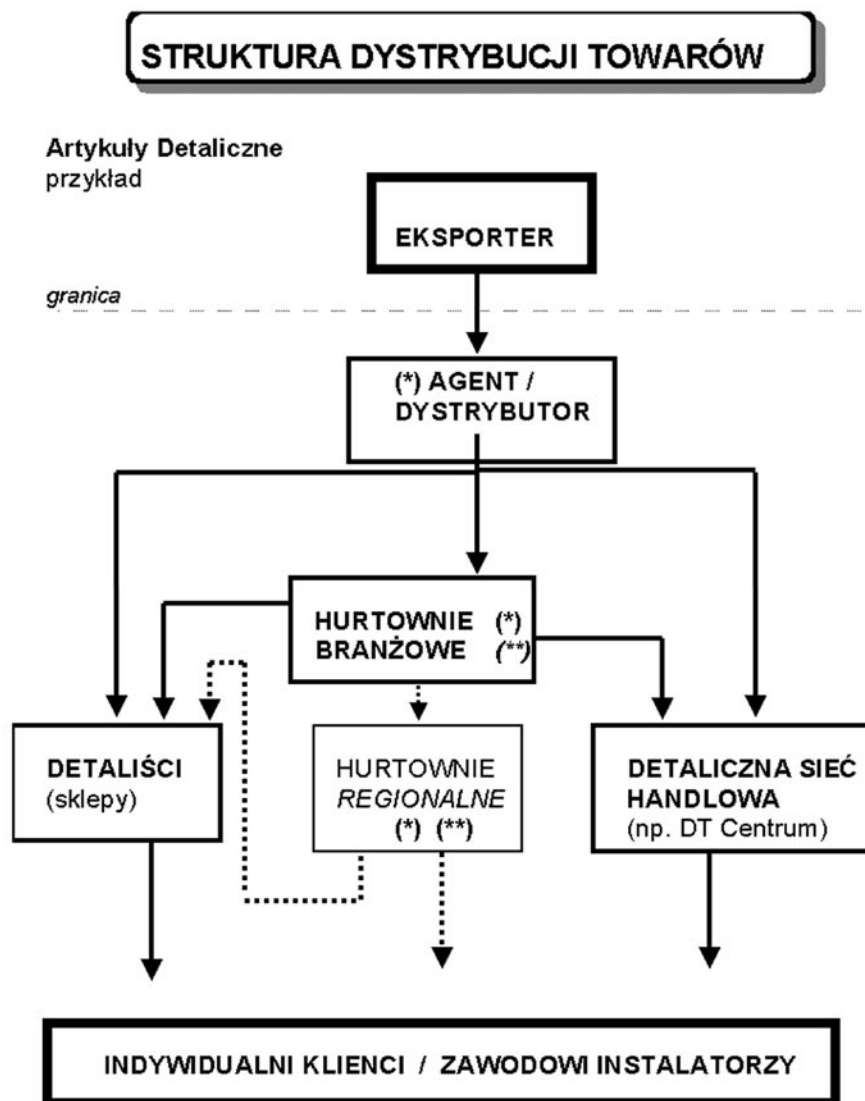 STRUKTURA DYSTRYBUCJI TOWARÓW
Artykuły Detaliczne
przykład
EKSPORTER
granica
(*) AGENT /
DYSTRYBUTOR
HURTOWNIE (*)
BRANŻOWE (**)
DETALIŚCI
(sklepy)
HURTOWNIE
REGIONALNE
(*) (**)
DETALICZNA SIEĆ
HANDLOWA
(np. DT Centrum)
INDYWIDUALNI KLIENCI / ZAWODOWI INSTALATORZY